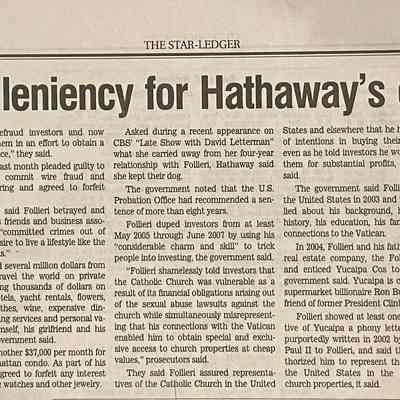 THE STAR-LEDGER
leniency for Hathaway's
efraud investors and now
em in an effort to obtain a
ce," they said.
ast month pleaded guilty to
commit wire fraud and
ring and agreed to forfeit
said Follieri betrayed and
friends and business asso-
"committed crimes out of
sire to live a lifestyle like the
s."
d several million dollars from
ravel the world on private
ng thousands of dollars on
tels, yacht rentals, flowers,
thes, wine, expensive din-
ng services and personal va-
mself, his girlfriend and his
vernment said.
nother $37,000 per month for
attan condo. As part of his
greed to forfeit any interest
watches and other jewelry.
Asked during a recent appearance on
CBS' "Late Show with David Letterman"
what she carried away from her four-year
relationship with Follieri, Hathaway said
she kept their dog.
The government noted that the U.S.
Probation Office had recommended a sen-
tence of more than eight years.
Follieri duped investors from at least
May 2005 through June 2007 by using his
"considerable charm and skill" to trick
people into investing, the government said.
"Follieri shamelessly told investors that
the Catholic Church was vulnerable as a
result of its financial obligations arising out
of the sexual abuse lawsuits against the
church while simultaneously misrepresent-
ing that his connections with the Vatican
enabled him to obtain special and exclu-
sive access to church properties at cheap
values," prosecutors said.
They said Follieri assured representa-
tives of the Catholic Church in the United
States and elsewhere that he h
of intentions in buying their
even as he told investors he wo
them for substantial profits,
said.
The government said Folli
the United States in 2003 and
lied about his background, h
history, his education, his fan
connections to the Vatican.
In 2004, Follieri and his fath
real estate company, the Foll
and enticed Yucaipa Cos to
government said. Yucaipa is o
supermarket billionaire Ron Bu
friend of former President Clint
Follieri showed at least one
tive of Yucaipa a phony lette
purportedly written in 2002 by
Paul II to Follieri, and said th
thorized him to represent th
the United States in the
church properties, it said.